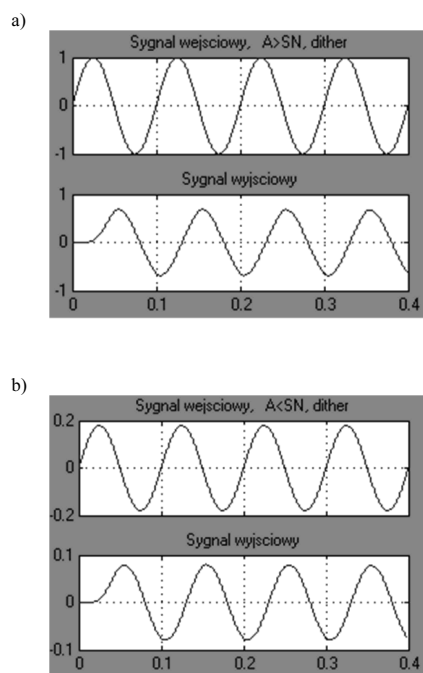 a)
Sygnal wejsciowy, A>SN, dither
1
0
-1
Sygnal wyjsciowy
1
0
-1
0 0.1 0.2 0.3 0.4
b)
Sygnal wejsciowy, A<SN, dither
0.2
0
-0.2
Sygnal wyjsciowy
0.1
0
-0.1
0 0.1 0.2 0.3 0.4